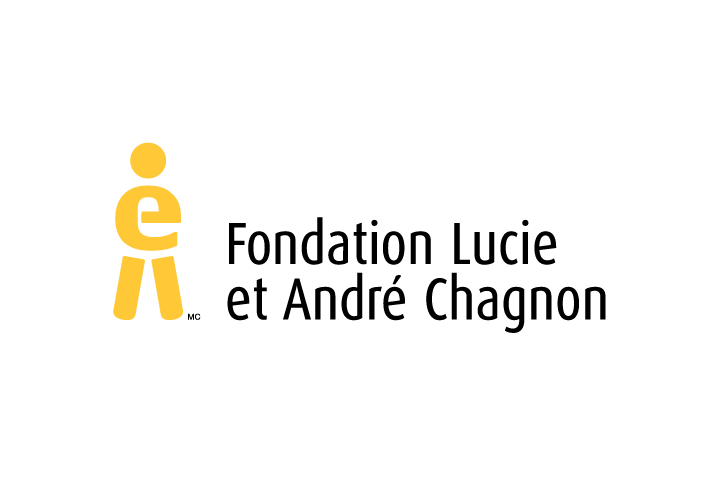 e
MC
Fondation Lucie
et André Chagnon